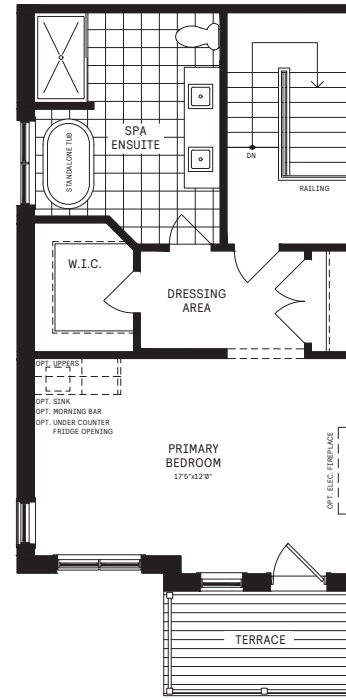 SPA
ENSUITE
STANDALONE TUB
DN
RAILING
W.I.C.
DRESSING
AREA
OPT. UPPERS
OPT. SINK
OPT. MORNING BAR
OPT. UNDER COUNTER
FRIDGE OPENING
PRIMARY
BEDROOM
17'5"x12'0"
OPT. ELEC. FIREPLACE
TERRACE